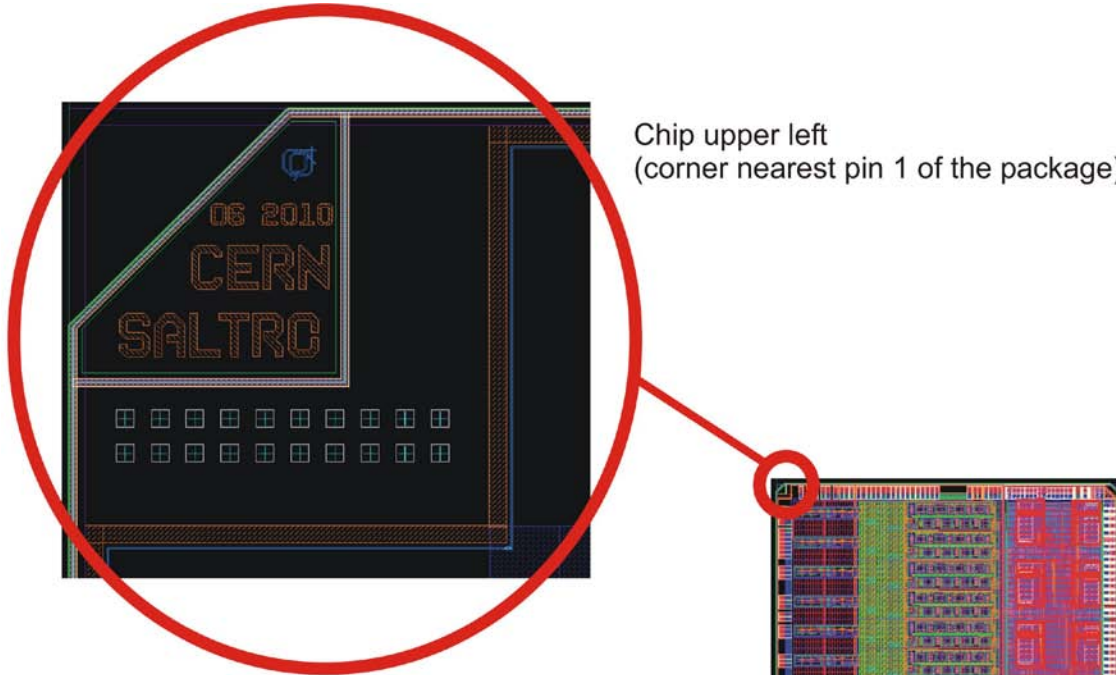 Chip upper left
(corner nearest pin 1 of the package)
06 2010
CERN
SALTRO